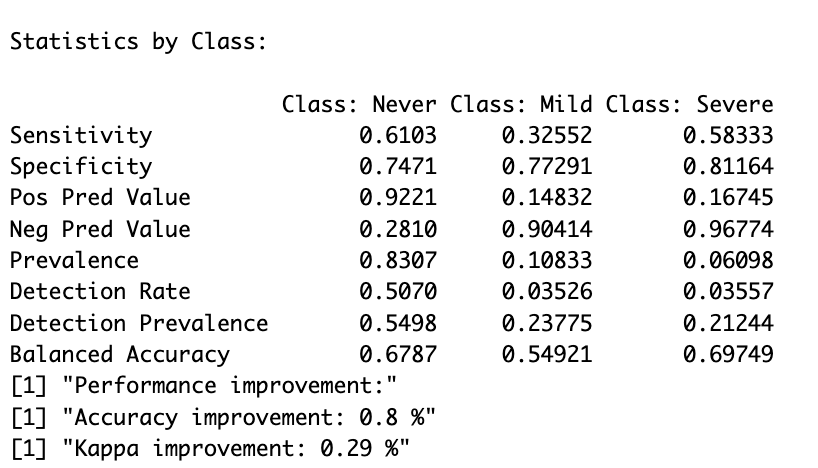 Statistics by Class:
Class: Never Class: Mild Class: Severe
Sensitivity 0.6103 0.32552 0.58333
Specificity 0.7471 0.77291 0.81164
Pos Pred Value 0.9221 0.14832 0.16745
Neg Pred Value 0.2810 0.90414 0.96774
Prevalence 0.8307 0.10833 0.06098
Detection Rate 0.5070 0.03526 0.03557
Detection Prevalence 0.5498 0.23775 0.21244
Balanced Accuracy 0.6787 0.54921 0.69749
[1] "Performance improvement:"
[1] "Accuracy improvement: 0.8 %"
[1] "Kappa improvement: 0.29 %"